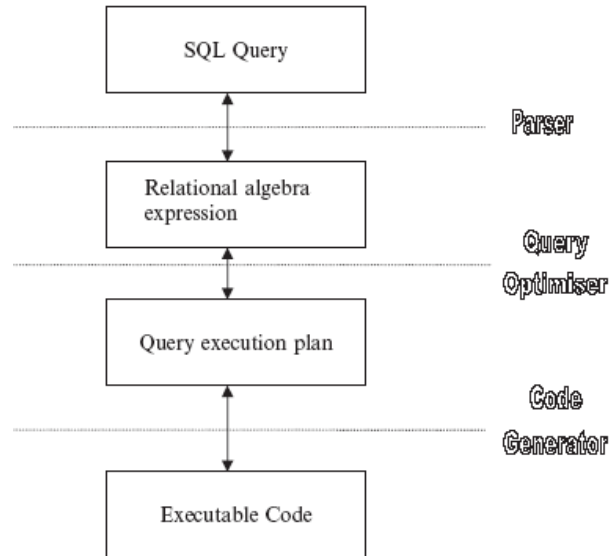 SQL Query
Parser
Relational algebra
expression
Query
Optimiser
Query execution plan
Code
Generator
Executable Code